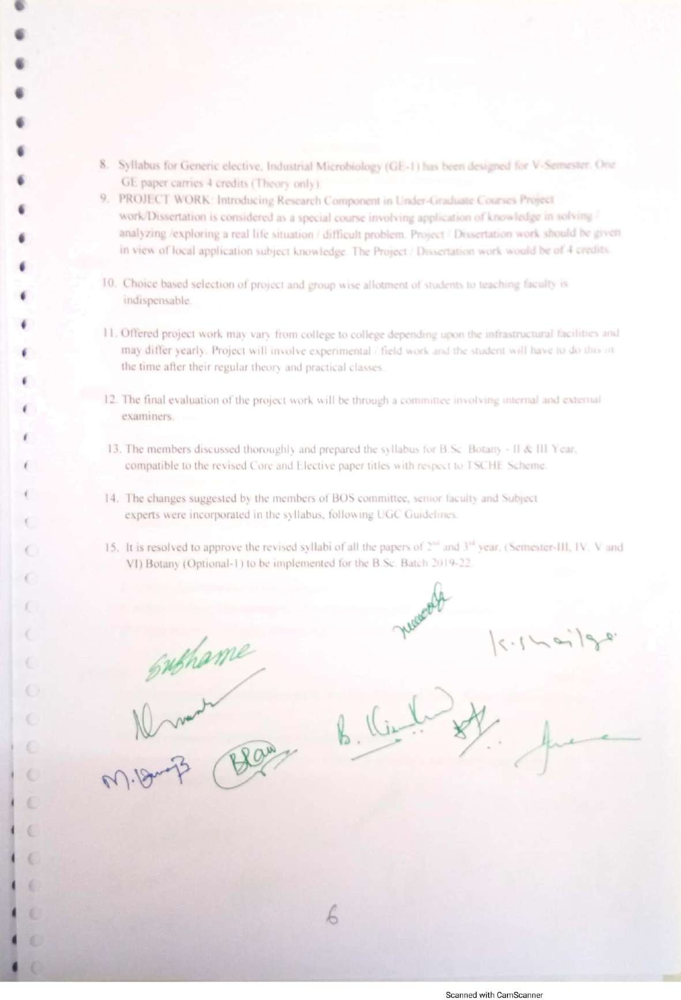 8. Syllabus for Generic elective, Industrial Microbiology (GE-1) has been designed for V-Semester. One
GE paper carries 4 credits (Theory only)
9. PROJECT WORK: Introducing Research Component in Under-Graduate Courses Project
work/Dissertation is considered as a special course involving application of knowledge in solving /
analyzing /exploring a real life situation / difficult problem. Project / Dissertation work should be given
in view of local application subject knowledge. The Project / Dissertation work would be of 4 credits.
10. Choice based selection of project and group wise allotment of students to teaching faculty is
indispensable.
11. Offered project work may vary from college to college depending upon the infrastructural facilities and
may differ yearly. Project will involve experimental / field work and the student will have to do this in
the time after their regular theory and practical classes.
12. The final evaluation of the project work will be through a committee involving internal and external
examiners.
13. The members discussed thoroughly and prepared the syllabus for B.Sc. Botany - II & III Year,
compatible to the revised Core and Elective paper titles with respect to TSCHE Scheme.
14. The changes suggested by the members of BOS committee, senior faculty and Subject
experts were incorporated in the syllabus, following UGC Guidelines.
15. It is resolved to approve the revised syllabi of all the papers of 2nd and 3rd year, (Semester-III, IV, V and
VI) Botany (Optional-1) to be implemented for the B.Sc. Batch 2019-22.
K.Shailaja
B.
M.
6
Scanned with CamScanner